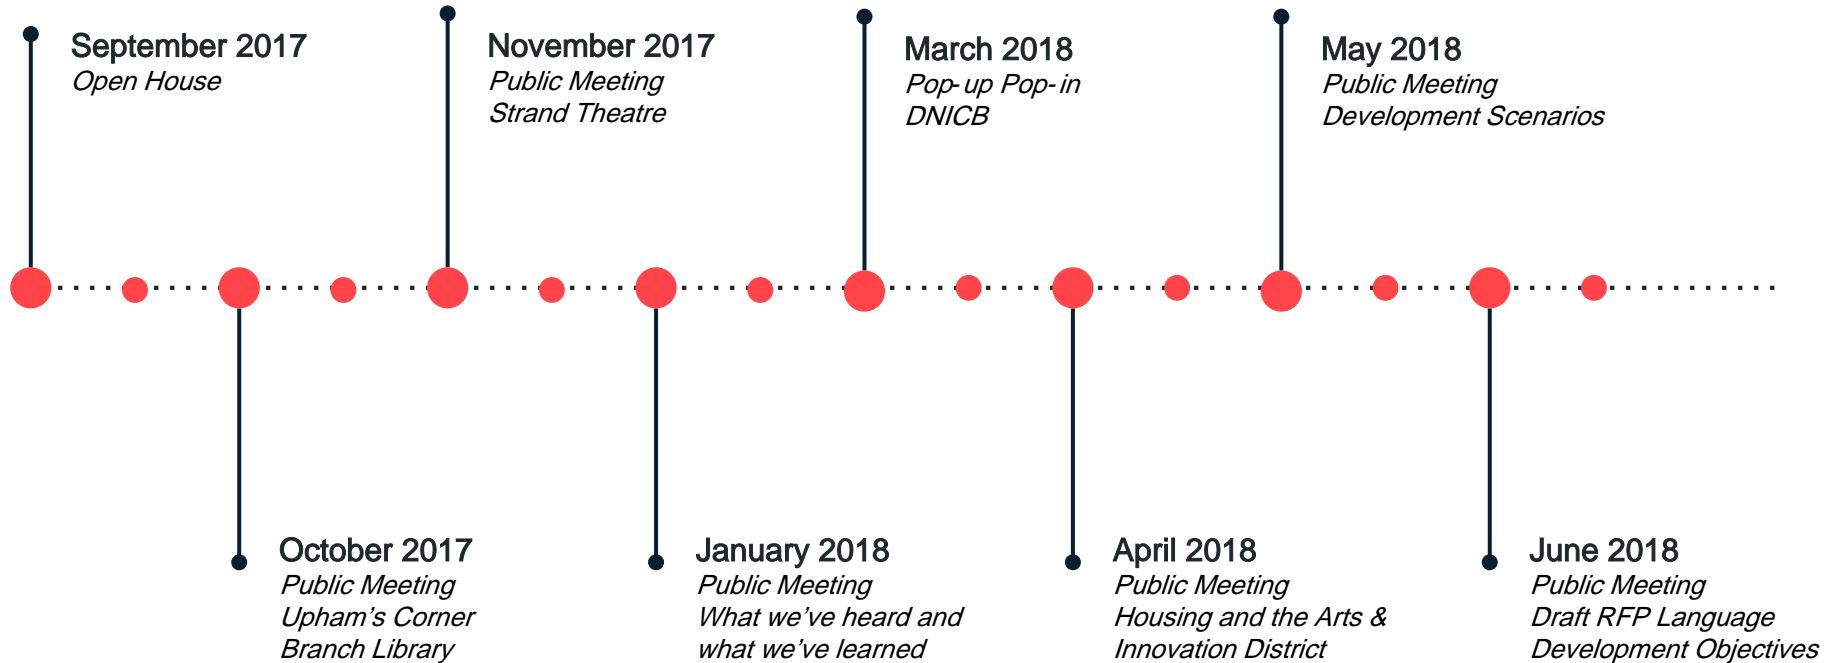 September 2017
Open House
November 2017
Public Meeting
Strand Theatre
March 2018
Pop-up Pop-in
DNICB
May 2018
Public Meeting
Development Scenarios
October 2017
Public Meeting
Upham's Corner
Branch Library
January 2018
Public Meeting
What we've heard and
what we've learned
April 2018
Public Meeting
Housing and the Arts &
Innovation District
June 2018
Public Meeting
Draft RFP Language
Development Objectives